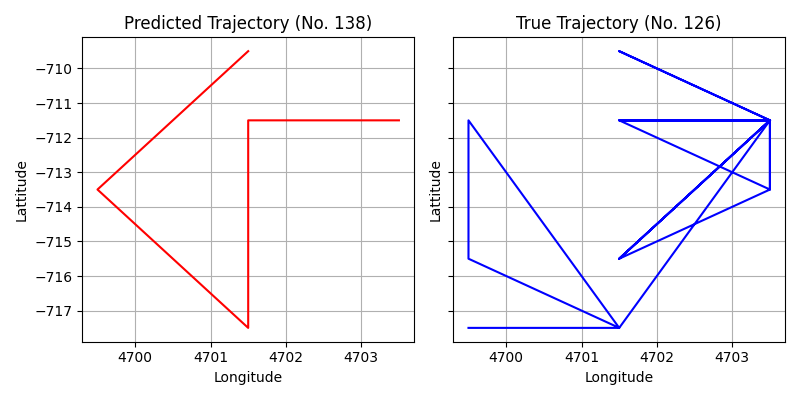 Predicted Trajectory (No. 138)
True Trajectory (No. 126)
−710
−711
−712
−713
−714
−715
−716
−717
Lattitude
Lattitude
4700 4701 4702 4703
4700 4701 4702 4703
Longitude
Longitude